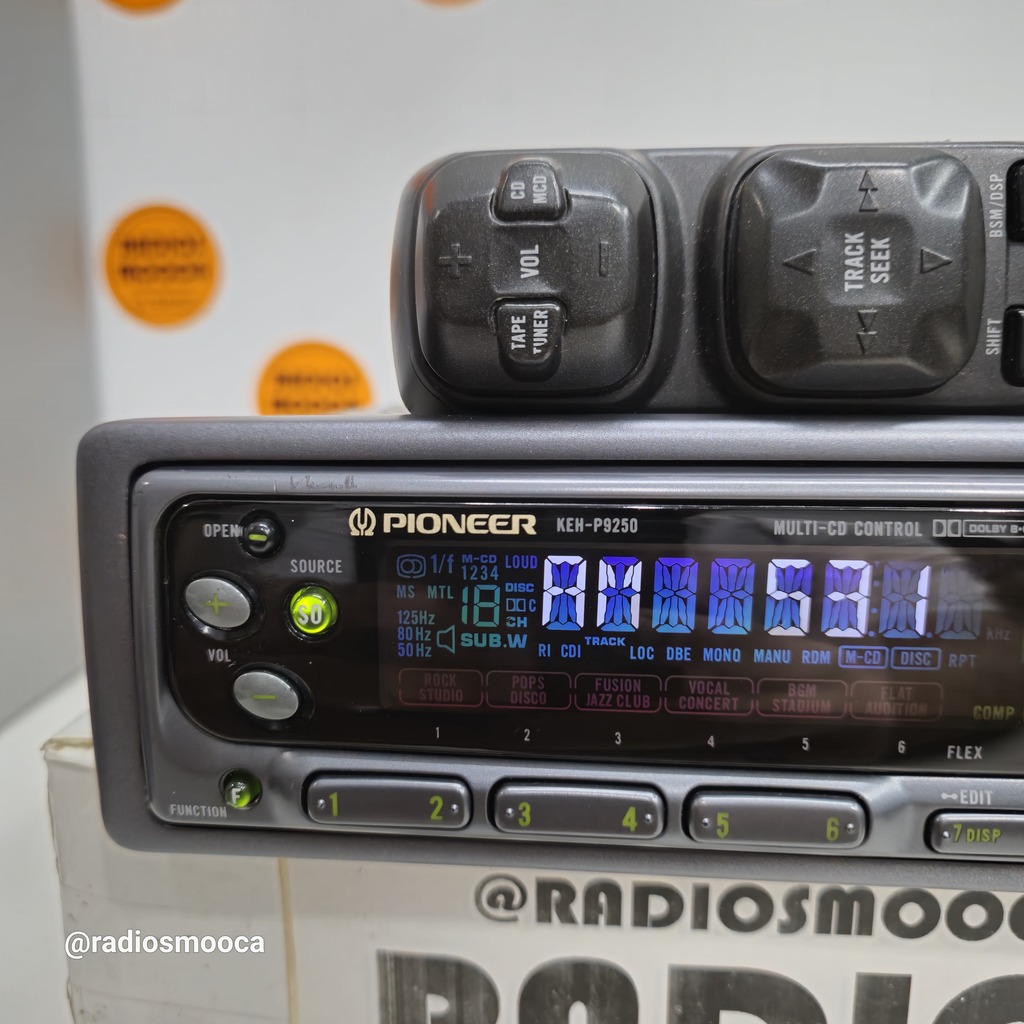 CD
MCD
VOL
TAPE
TUNER
TRACK
SEEK
BSM/DSP
SHIFT
OPEN
PIONEER KEH-P9250 MULTI-CD CONTROL
SOURCE
SO
VOL
1/f M-CD LOUD
1234
MS MTL 18 DISC
C
CH
125Hz
80Hz
50Hz
SUB.W
AM 531 kHz
TRACK
RI CDI LOC DBE MONO MANU RDM M-CD DISC RPT
ROCK
STUDIO
POPS
DISCO
FUSION
JAZZ CLUB
VOCAL
CONCERT
BGM
STADIUM
FLAT
AUDITION
COMP
1 2 3 4 5 6 FLEX
FUNCTION F
1 2 3 4 5 6
EDIT
7 DISP
@RADIOSMOO
@radiosmooca
RADIO